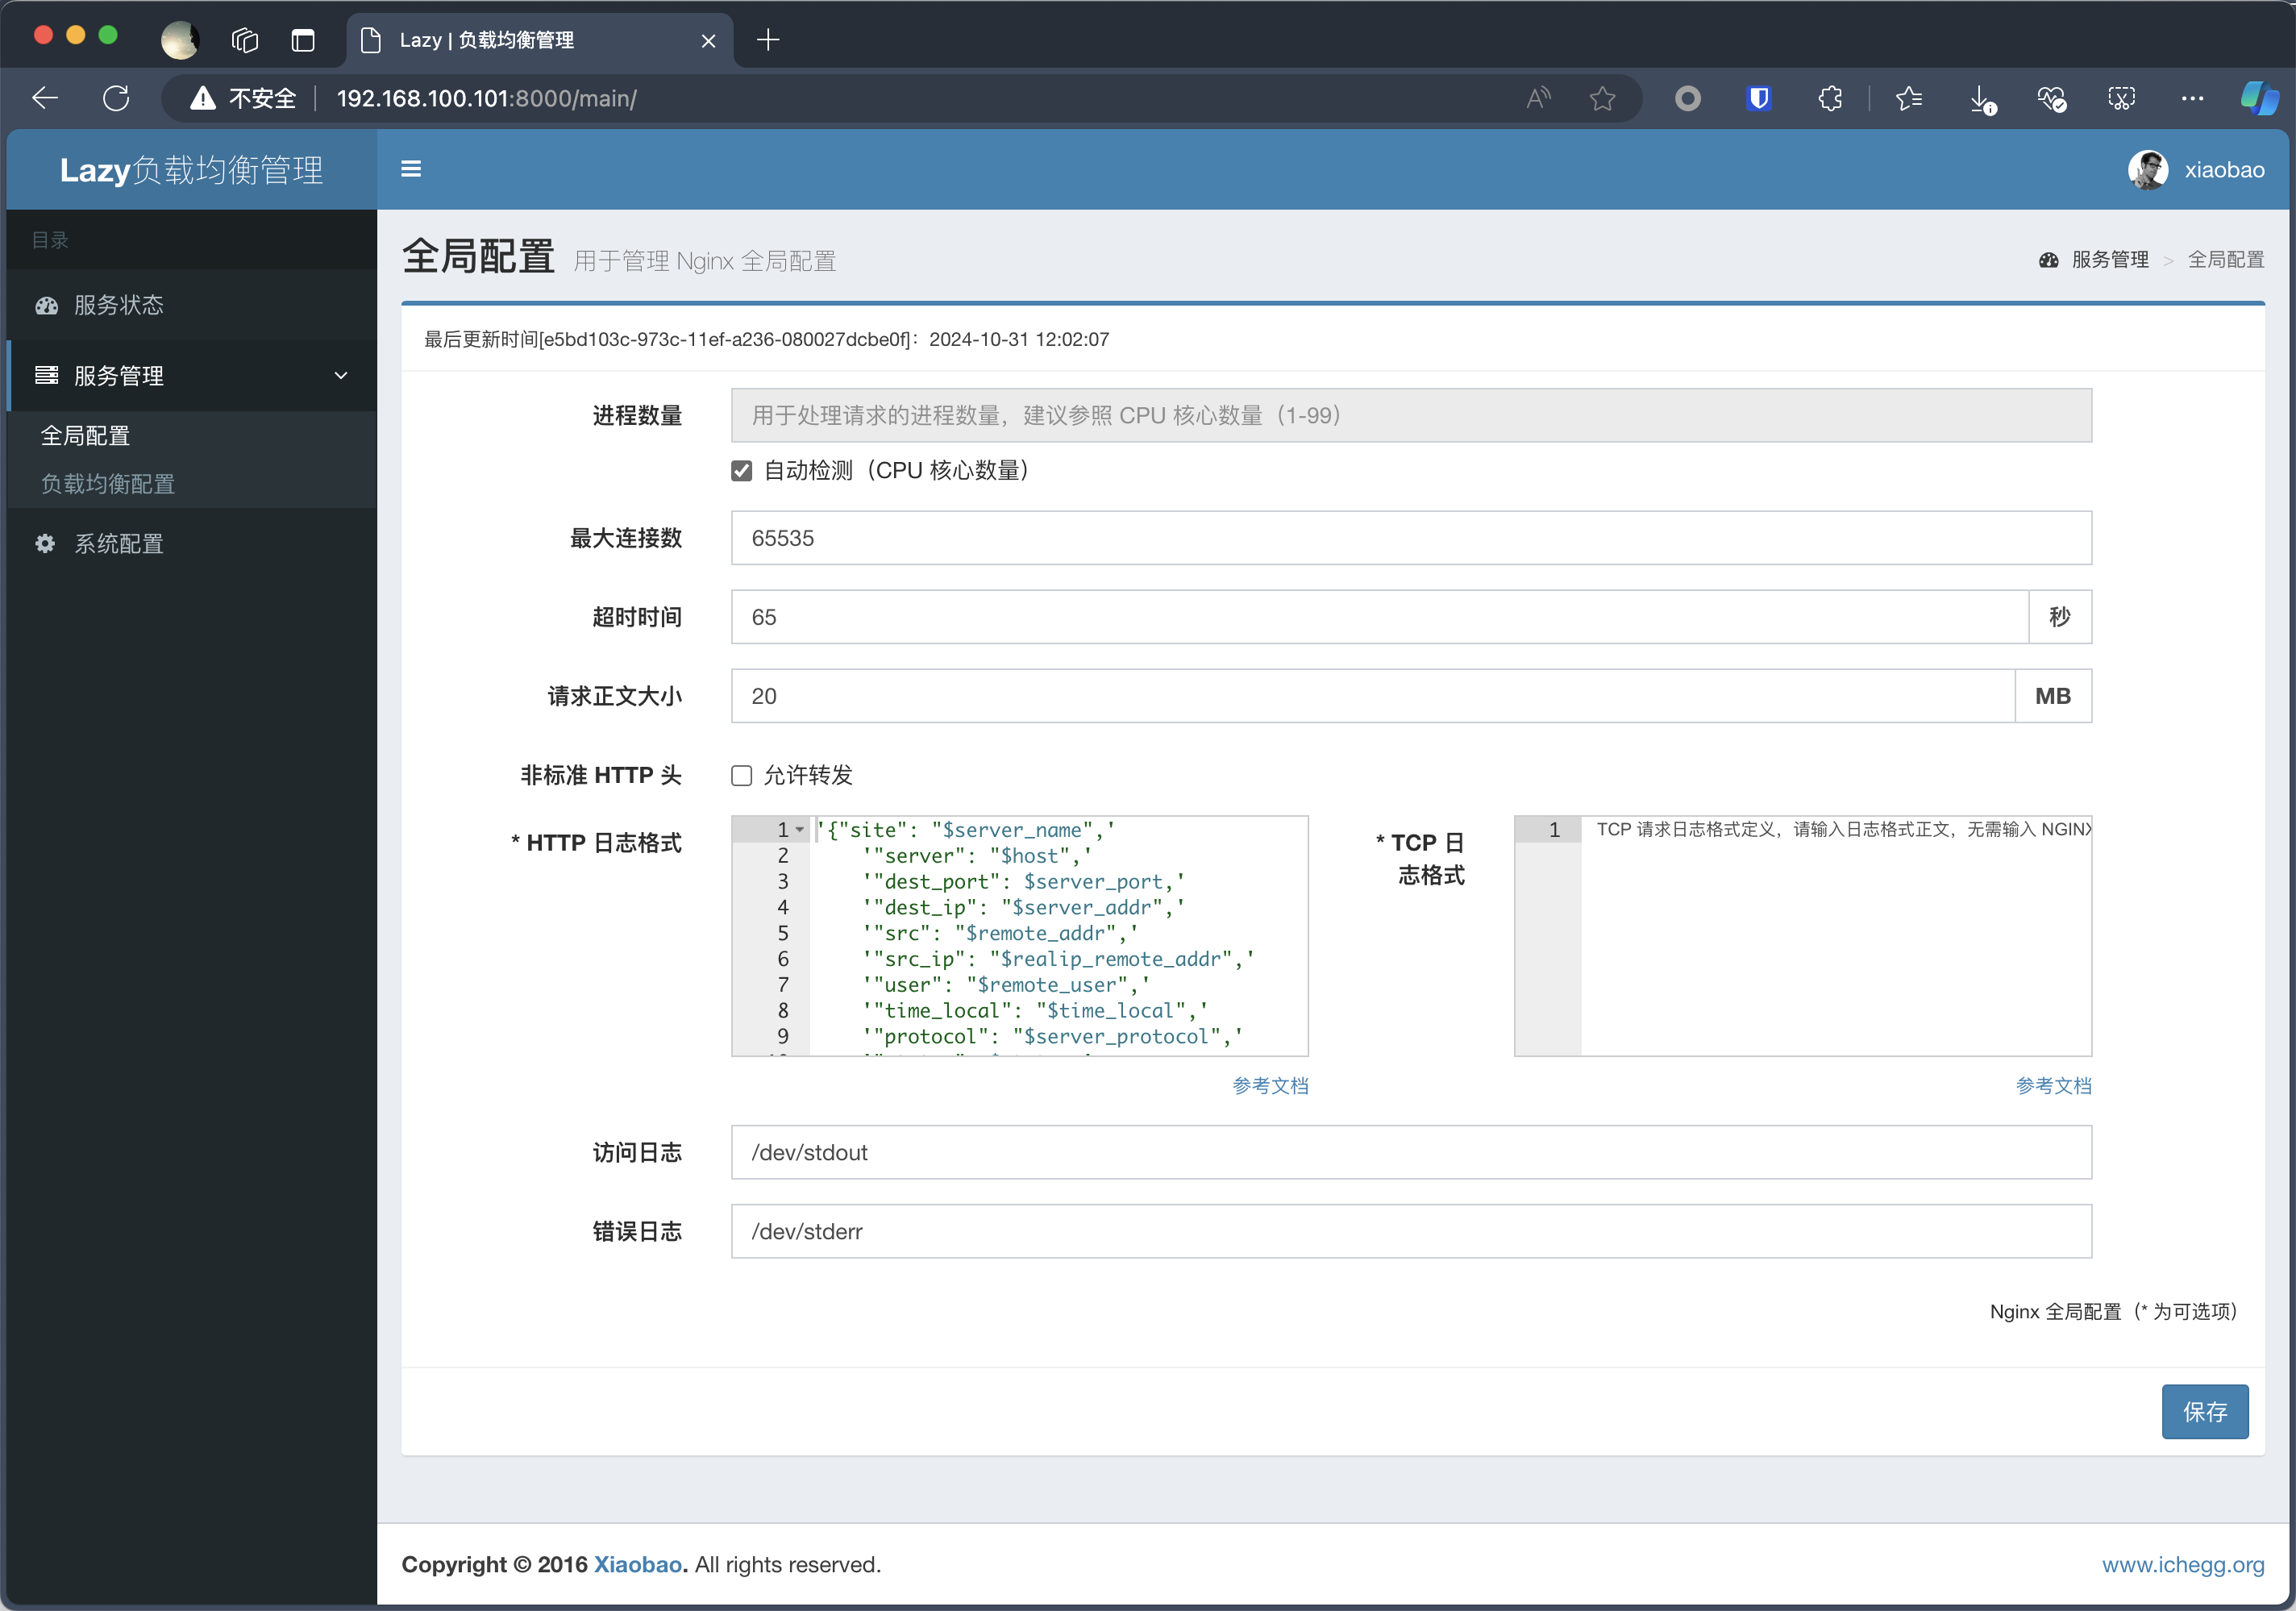 Lazy | 负载均衡管理
不安全 192.168.100.101:8000/main/
Lazy负载均衡管理
xiaobao
目录
服务状态
服务管理
全局配置
负载均衡配置
系统配置
全局配置 用于管理 Nginx 全局配置
服务管理 > 全局配置
最后更新时间[e5bd103c-973c-11ef-a236-080027dcbe0f]：2024-10-31 12:02:07
进程数量 用于处理请求的进程数量，建议参照 CPU 核心数量（1-99）
自动检测（CPU 核心数量）
最大连接数 65535
超时时间 65 秒
请求正文大小 20 MB
非标准 HTTP 头 允许转发
* HTTP 日志格式
1 '{"site": "$server_name",'
2 '"server": "$host",'
3 '"dest_port": $server_port,'
4 '"dest_ip": "$server_addr",'
5 '"src": "$remote_addr",'
6 '"src_ip": "$realip_remote_addr",'
7 '"user": "$remote_user",'
8 '"time_local": "$time_local",'
9 '"protocol": "$server_protocol",'
参考文档
* TCP 日
志格式
1 TCP 请求日志格式定义，请输入日志格式正文，无需输入 NGINX
参考文档
访问日志 /dev/stdout
错误日志 /dev/stderr
Nginx 全局配置（* 为可选项）
保存
Copyright © 2016 Xiaobao. All rights reserved.
www.ichegg.org